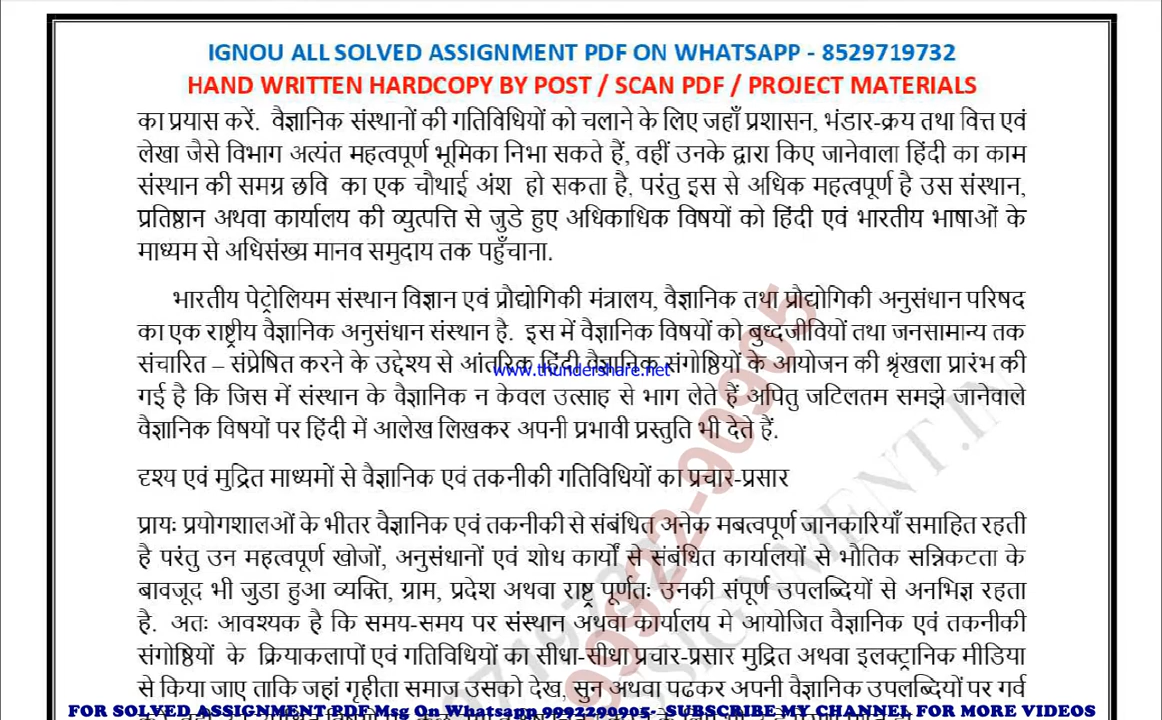 IGNOU ALL SOLVED ASSIGNMENT PDF ON WHATSAPP - 8529719732
HAND WRITTEN HARDCOPY BY POST / SCAN PDF / PROJECT MATERIALS
का प्रयास करें. वैज्ञानिक संस्थानों की गतिविधियों को चलाने के लिए जहाँ प्रशासन, भंडार-क्रय तथा वित्त एवं
लेखा जैसे विभाग अत्यंत महत्वपूर्ण भूमिका निभा सकते हैं, वहीं उनके द्वारा किए जानेवाला हिंदी का काम
संस्थान की समग्र छवि का एक चौथाई अंश हो सकता है, परंतु इस से अधिक महत्वपूर्ण है उस संस्थान,
प्रतिष्ठान अथवा कार्यालय की व्युत्पत्ति से जुडे हुए अधिकाधिक विषयों को हिंदी एवं भारतीय भाषाओं के
माध्यम से अधिसंख्य मानव समुदाय तक पहुँचाना.
भारतीय पेट्रोलियम संस्थान विज्ञान एवं प्रौद्योगिकी मंत्रालय, वैज्ञानिक तथा प्रौद्योगिकी अनुसंधान परिषद
का एक राष्ट्रीय वैज्ञानिक अनुसंधान संस्थान है. इस में वैज्ञानिक विषयों को बुध्दजीवियों तथा जनसामान्य तक
संचारित – संप्रेषित करने के उद्देश्य से आंतरिक हिंदी वैज्ञानिक संगोष्ठियों के आयोजन की श्रृंखला प्रारंभ की
www.thundershare.net
गई है कि जिस में संस्थान के वैज्ञानिक न केवल उत्साह से भाग लेते हैं अपितु जटिलतम समझे जानेवाले
वैज्ञानिक विषयों पर हिंदी में आलेख लिखकर अपनी प्रभावी प्रस्तुति भी देते हैं.
दृश्य एवं मुद्रित माध्यमों से वैज्ञानिक एवं तकनीकी गतिविधियों का प्रचार-प्रसार
प्रायः प्रयोगशालओं के भीतर वैज्ञानिक एवं तकनीकी से संबंधित अनेक मबत्वपूर्ण जानकारियाँ समाहित रहती
है परंतु उन महत्वपूर्ण खोजों, अनुसंधानों एवं शोध कार्यों से संबंधित कार्यालयों से भौतिक सन्निकटता के
बावजूद भी जुडा हुआ व्यक्ति, ग्राम, प्रदेश अथवा राष्ट्र पूर्णतः उनकी संपूर्ण उपलब्दियों से अनभिज्ञ रहता
है. अतः आवश्यक है कि समय-समय पर संस्थान अथवा कार्यालय मे आयोजित वैज्ञानिक एवं तकनीकी
संगोष्ठियों के क्रियाकलापों एवं गतिविधियों का सीधा-सीधा प्रचार-प्रसार मुद्रित अथवा इलक्ट्रानिक मीडिया
से किया जाए ताकि जहां गृहीता समाज उसको देख, सुन अथवा पढकर अपनी वैज्ञानिक उपलब्दियों पर गर्व
99922-90905
FOR SOLVED ASSIGNMENT PDF Msg On Whatsapp 9992290905- SUBSCRIBE MY CHANNEL FOR MORE VIDEOS